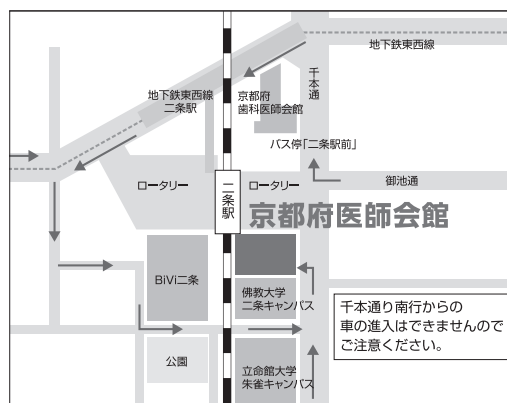 地下鉄東西線
千本通
地下鉄東西線
二条駅
京都府
歯科医師会館
バス停「二条駅前」
御池通
ロータリー
二条駅
ロータリー
京都府医師会館
BiVi二条
佛教大学
二条キャンパス
千本通り南行からの
車の進入はできませんので
ご注意ください。
公園
立命館大学
朱雀キャンパス